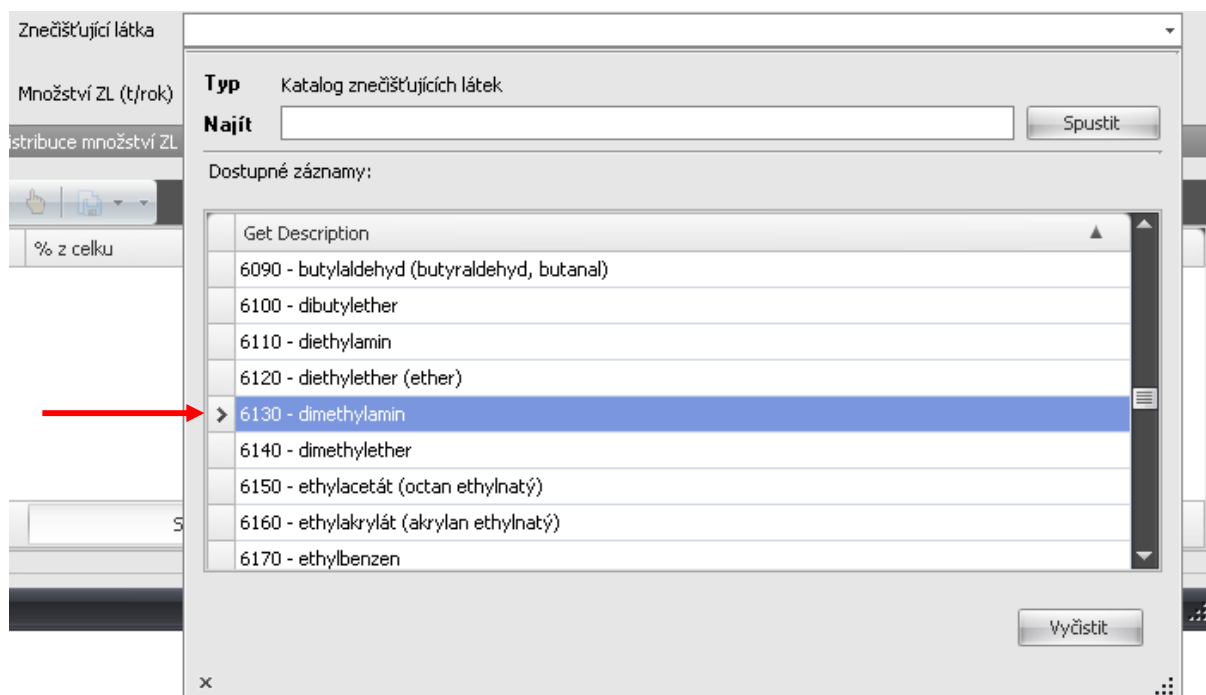 Znečišťující látka
Množství ZL (t/rok)
istribuce množství ZL
% z celku
S
Typ Katalog znečišťujících látek
Najít Spustit
Dostupné záznamy:
Get Description
6090 - butylaldehyd (butyraldehyd, butanal)
6100 - dibutylether
6110 - diethylamin
6120 - diethylether (ether)
6130 - dimethylamin
6140 - dimethylether
6150 - ethylacetát (octan ethylnatý)
6160 - ethylakrylát (akrylan ethylnatý)
6170 - ethylbenzen
Vyčistit